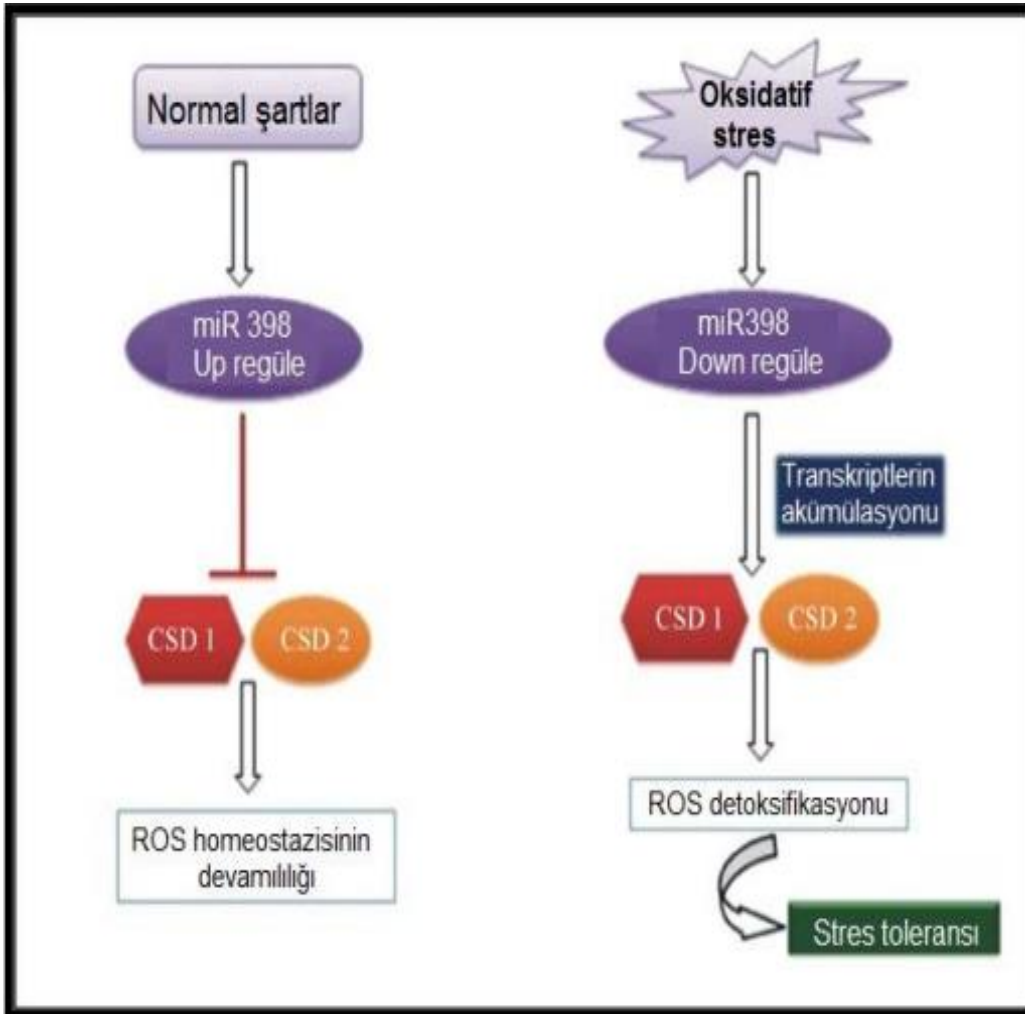 Normal şartlar
miR 398
Up regüle
CSD 1
CSD 2
ROS homeostazisinin
devamılılığı
Oksidatif
stres
miR398
Down regüle
Transkriptlerin
akümülasyonu
CSD 1
CSD 2
ROS detoksifikasyonu
Stres toleransı